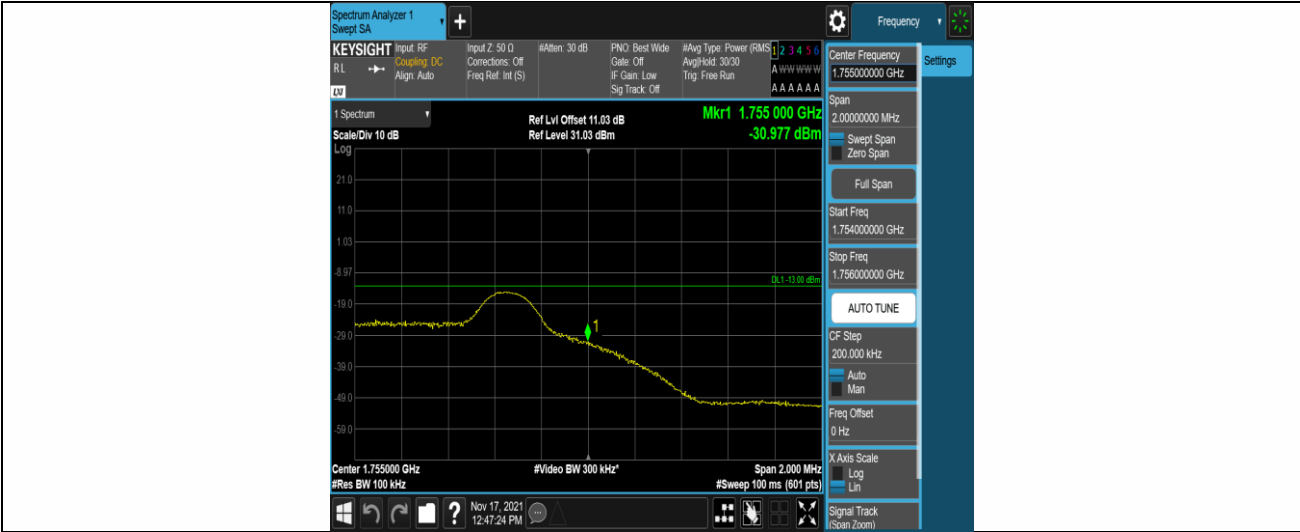 Spectrum Analyzer 1
Swept SA
+
Frequency
KEYSIGHT
RL
LXI
Input: RF
Coupling: DC
Align: Auto
Input Z: 50 Ω
Corrections: Off
Freq Ref: Int (S)
#Atten: 30 dB
PNO: Best Wide
Gate: Off
IF Gain: Low
Sig Track: Off
#Avg Type: Power (RMS
Avg|Hold: 30/30
Trig: Free Run
1 2 3 4 5 6
A W W W W W
A A A A A A
1 Spectrum
Scale/Div 10 dB
Log
Ref Lvl Offset 11.03 dB
Ref Level 31.03 dBm
Mkr1 1.755 000 GHz
-30.977 dBm
21.0
11.0
1.03
-8.97
DL1 -13.00 dBm
-19.0
1
-29.0
-39.0
-49.0
-59.0
Center 1.755000 GHz
#Res BW 100 kHz
#Video BW 300 kHz*
Span 2.000 MHz
#Sweep 100 ms (601 pts)
Center Frequency
1.755000000 GHz
Settings
Span
2.00000000 MHz
Swept Span
Zero Span
Full Span
Start Freq
1.754000000 GHz
Stop Freq
1.756000000 GHz
AUTO TUNE
CF Step
200.000 kHz
Auto
Man
Freq Offset
0 Hz
X Axis Scale
Log
Lin
Signal Track
(Span Zoom)
?
Nov 17, 2021
12:47:24 PM